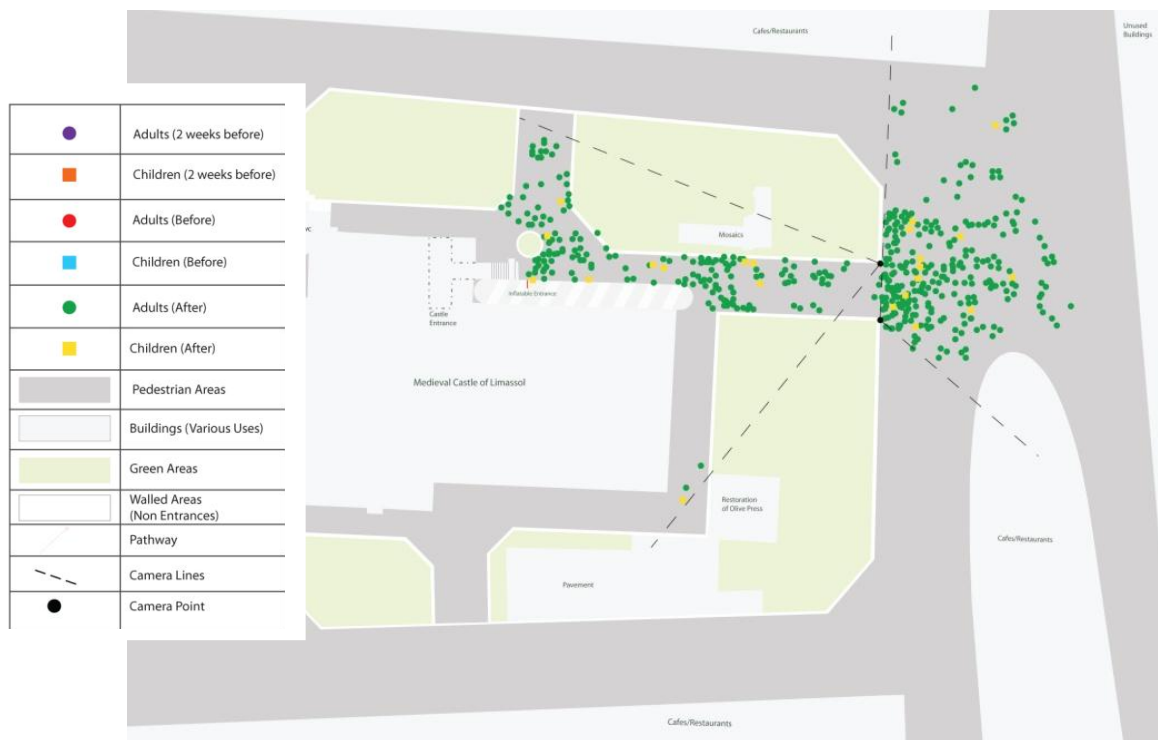 Cafes/Restaurants
Unused
Buildings
Adults (2 weeks before)
Children (2 weeks before)
Adults (Before)
Children (Before)
Adults (After)
Children (After)
Pedestrian Areas
Buildings (Various Uses)
Green Areas
Walled Areas
(Non Entrances)
Pathway
Camera Lines
Camera Point
Mosaics
Inflatable Entrance
Castle
Entrance
Medieval Castle of Limassol
Restoration
of Olive Press
Pavement
Cafes/Restaurants
Cafes/Restaurants